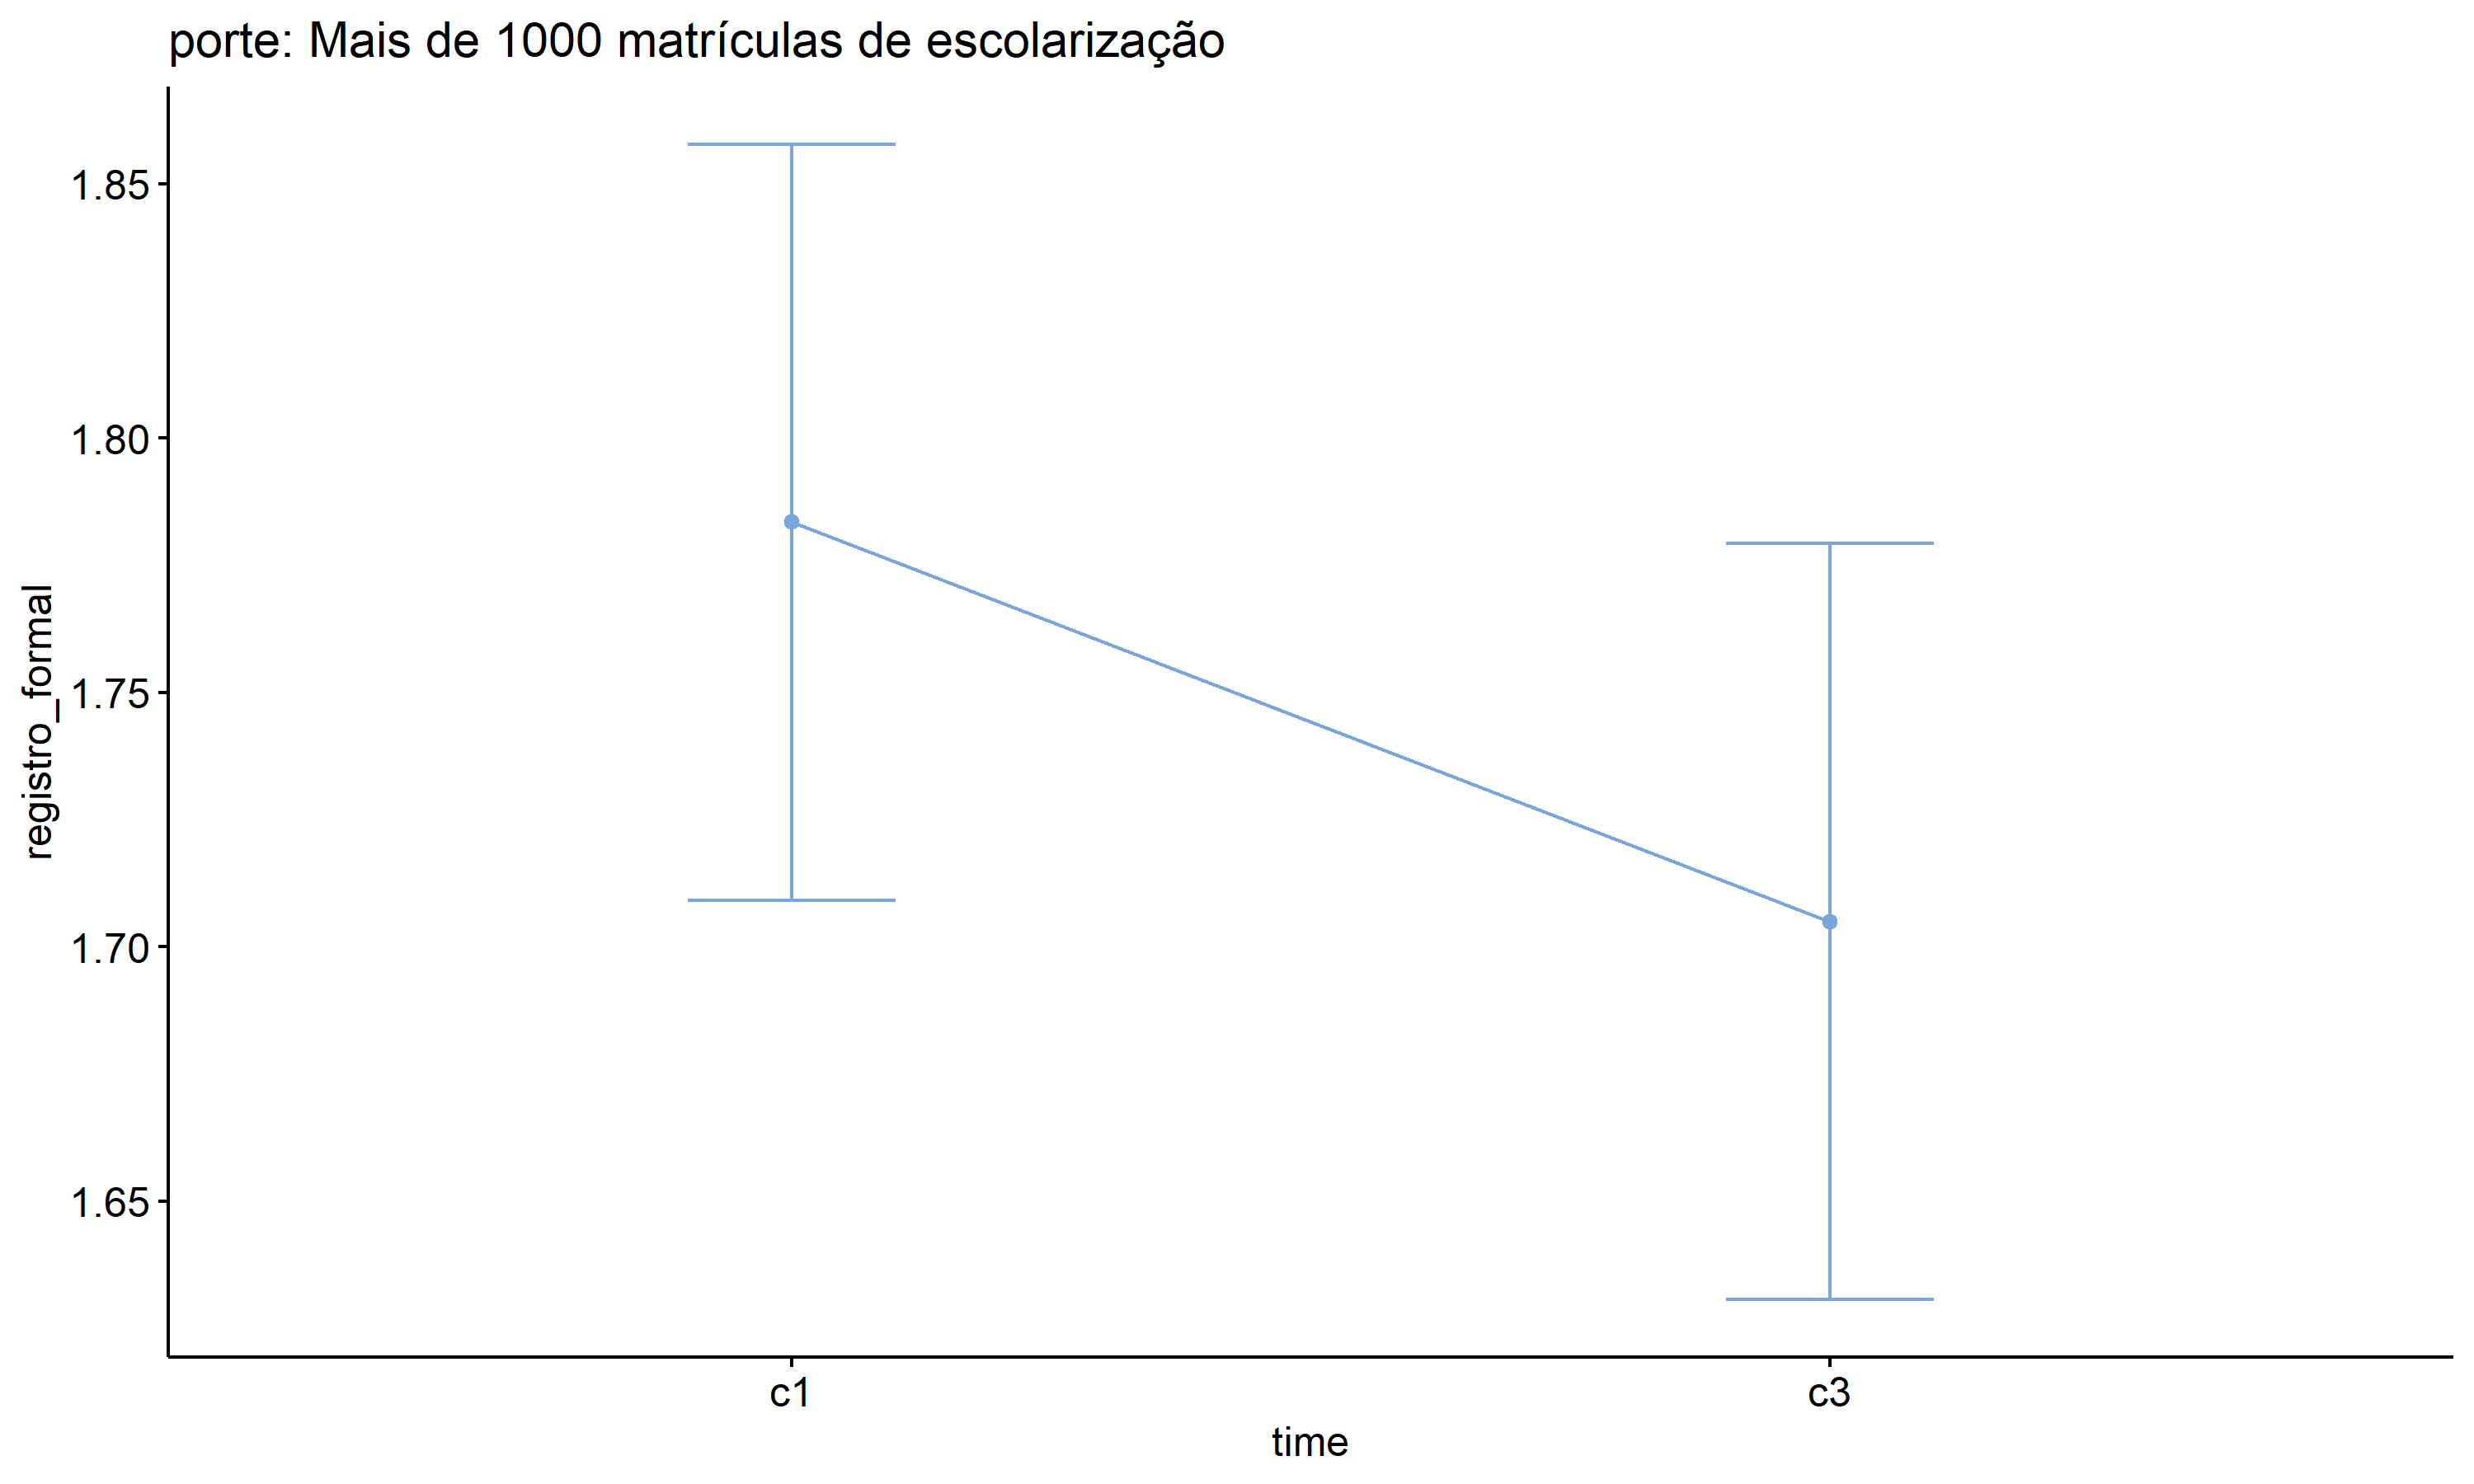 porte: Mais de 1000 matrículas de escolarização
registro_formal
1.85
1.80
1.75
1.70
1.65
c1
c3
time